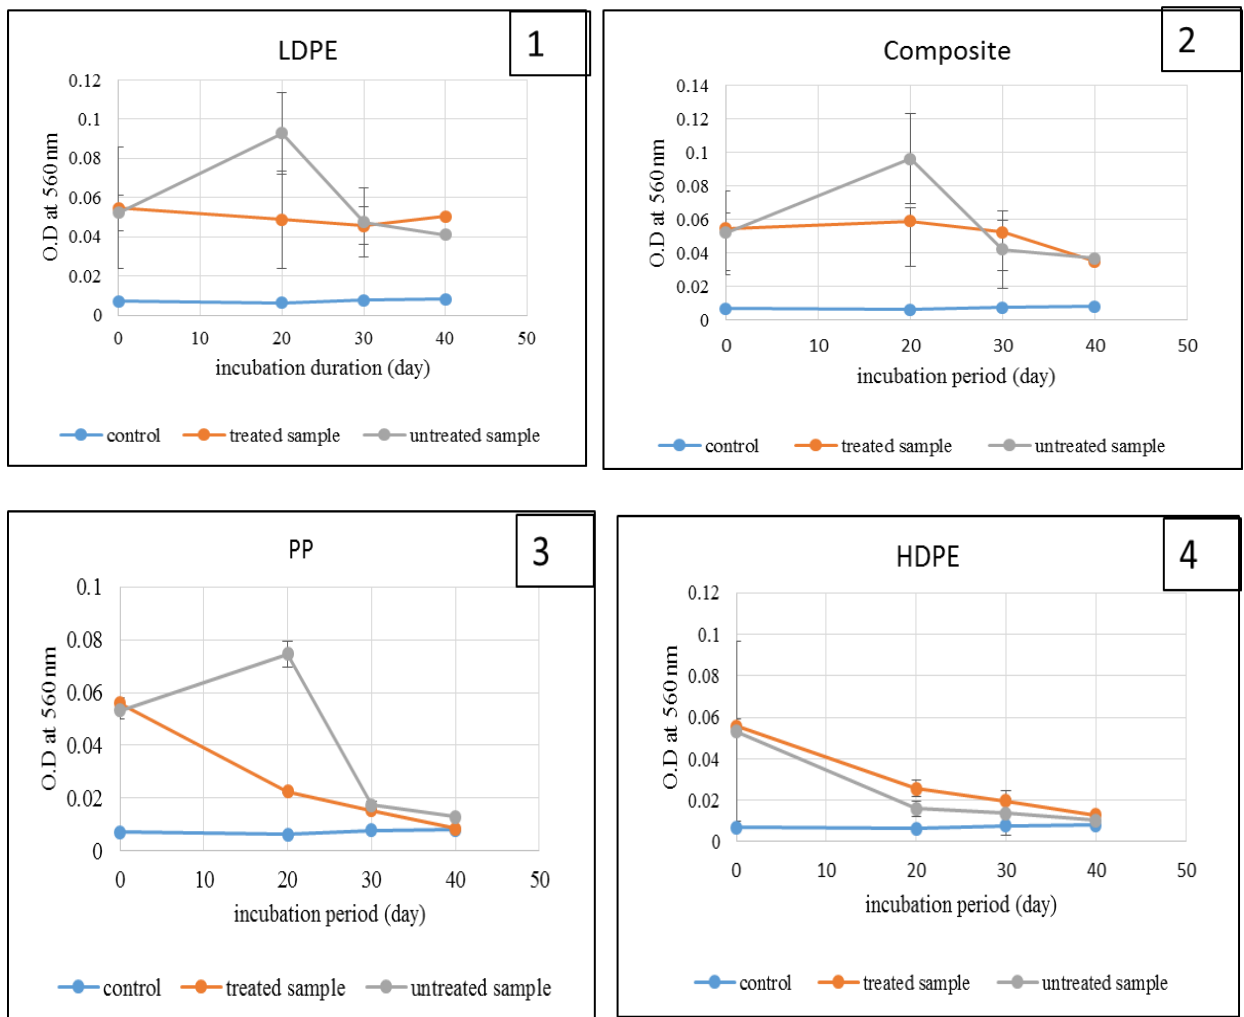 LDPE
1
0.12
0.1
0.08
0.06
0.04
0.02
0
O.D at 560 nm
0 10 20 30 40 50
incubation duration (day)
control treated sample untreated sample
Composite
2
0.14
0.12
0.1
0.08
0.06
0.04
0.02
0
O.D at 560 nm
0 10 20 30 40 50
incubation period (day)
control treated sample untreated sample
PP
3
0.1
0.08
0.06
0.04
0.02
0
O.D at 560 nm
0 10 20 30 40 50
incubation period (day)
control treated sample untreated sample
HDPE
4
0.12
0.1
0.08
0.06
0.04
0.02
0
O.D at 560 nm
0 10 20 30 40 50
incubation period (day)
control treated sample untreated sample